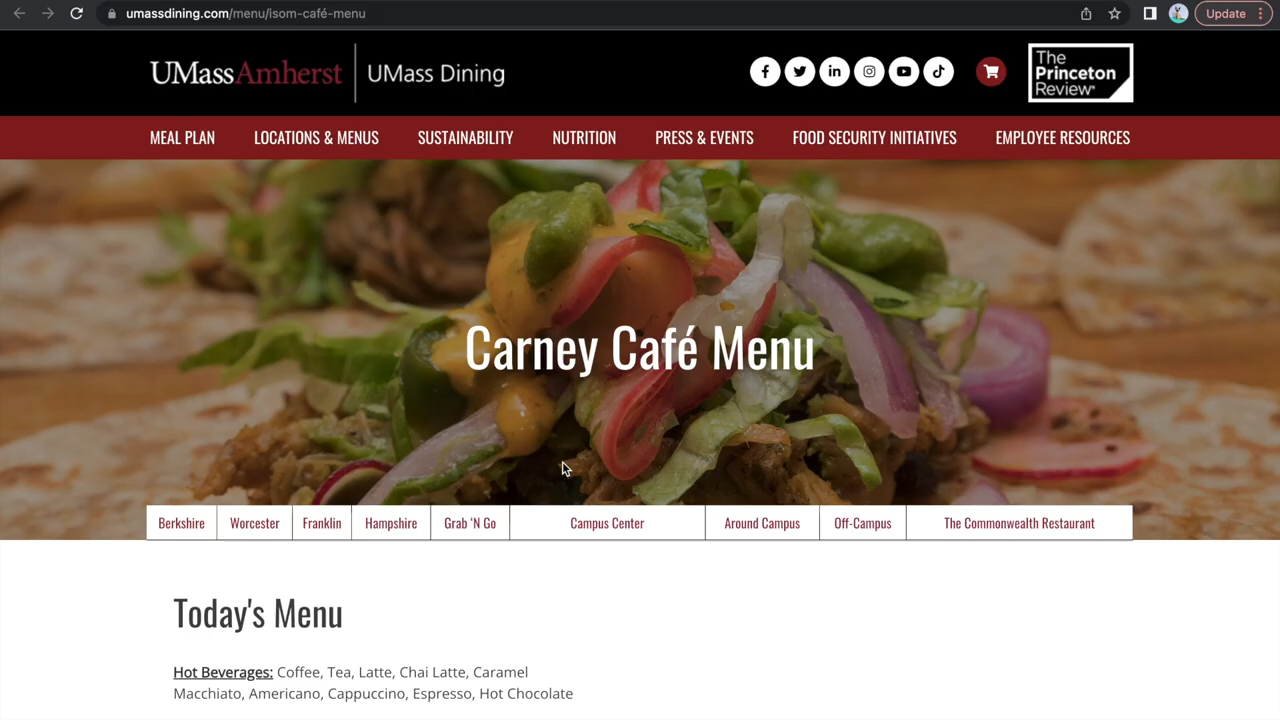 umassdining.com/menu/isom-café-menu
Update
UMassAmherst | UMass Dining
The
Princeton
Review®
MEAL PLAN LOCATIONS & MENUS SUSTAINABILITY NUTRITION PRESS & EVENTS FOOD SECURITY INITIATIVES EMPLOYEE RESOURCES
Carney Café Menu
Berkshire Worcester Franklin Hampshire Grab 'N Go Campus Center Around Campus Off-Campus The Commonwealth Restaurant
Today's Menu
Hot Beverages: Coffee, Tea, Latte, Chai Latte, Caramel
Macchiato, Americano, Cappuccino, Espresso, Hot Chocolate